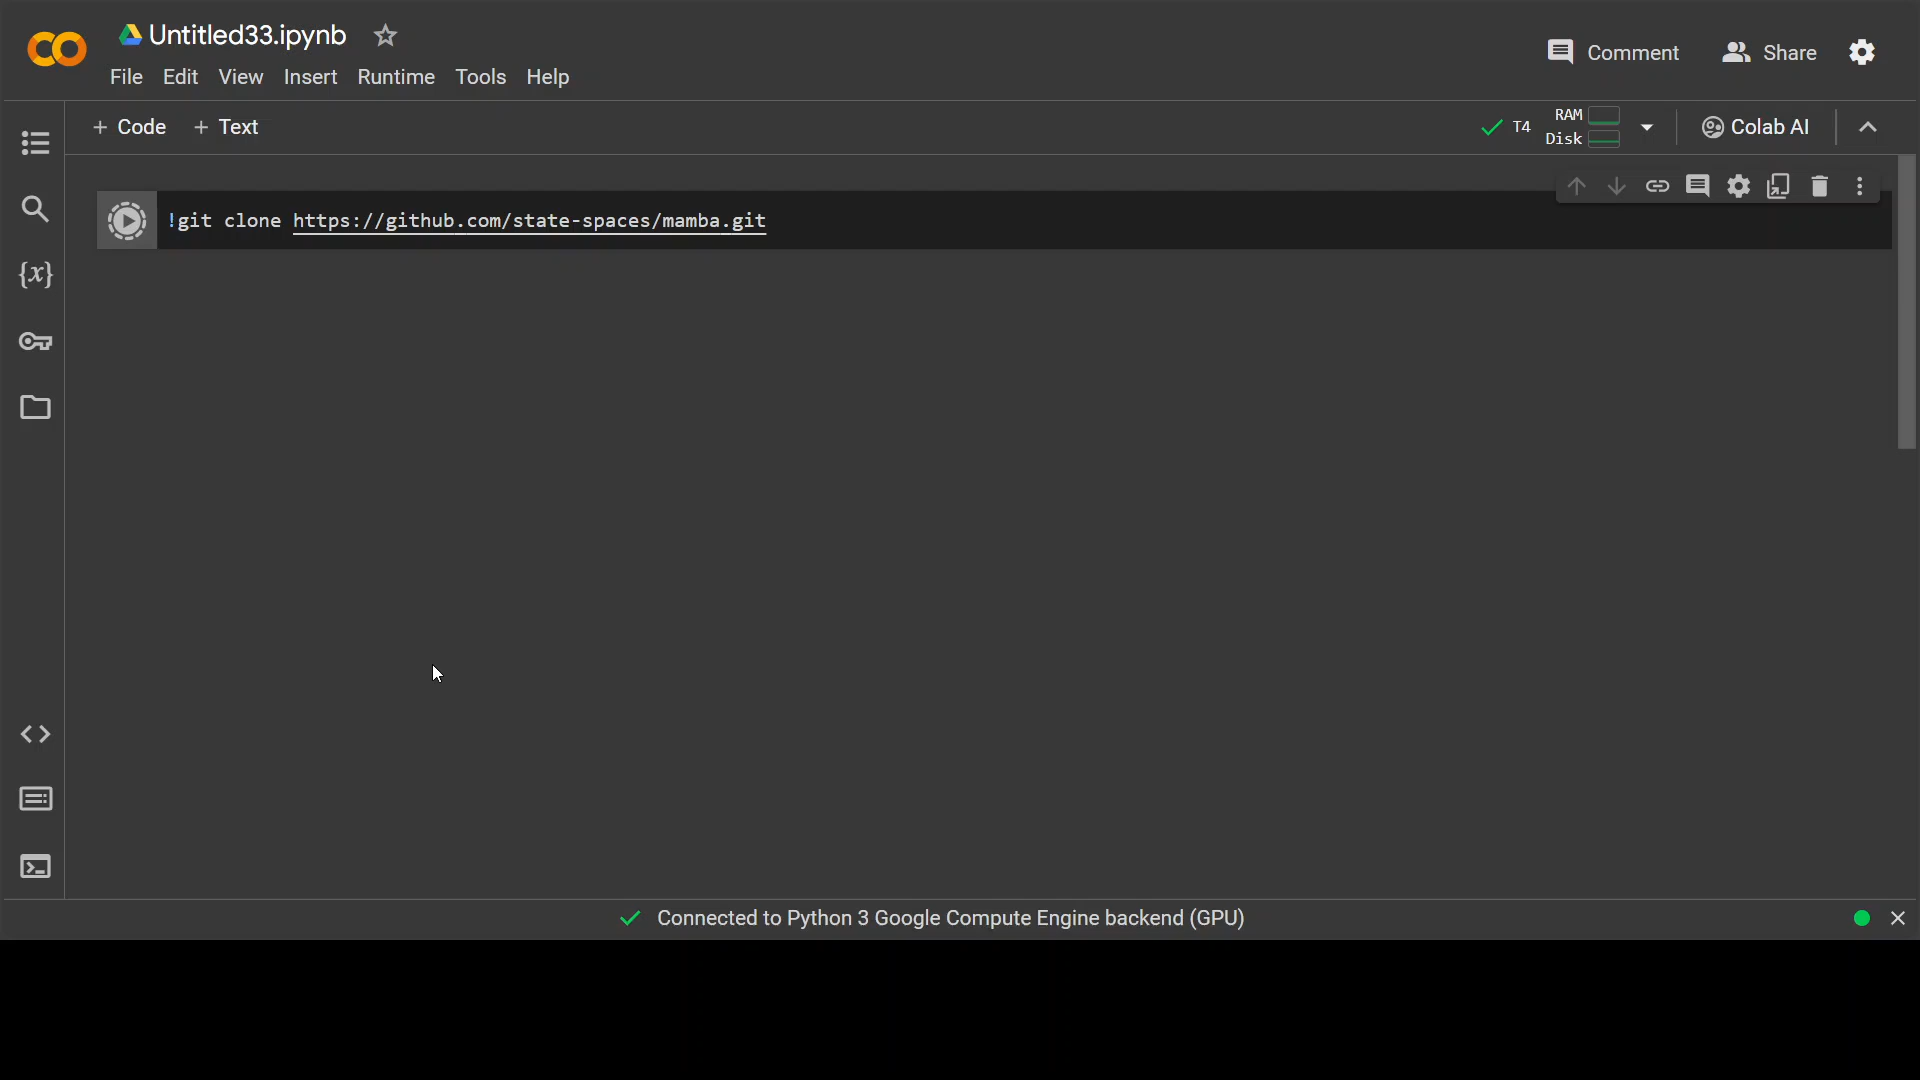 Untitled33.ipynb
File Edit View Insert Runtime Tools Help
Comment Share
+ Code + Text
T4 RAM Disk
Colab AI
{x}
!git clone https://github.com/state-spaces/mamba.git
Connected to Python 3 Google Compute Engine backend (GPU)